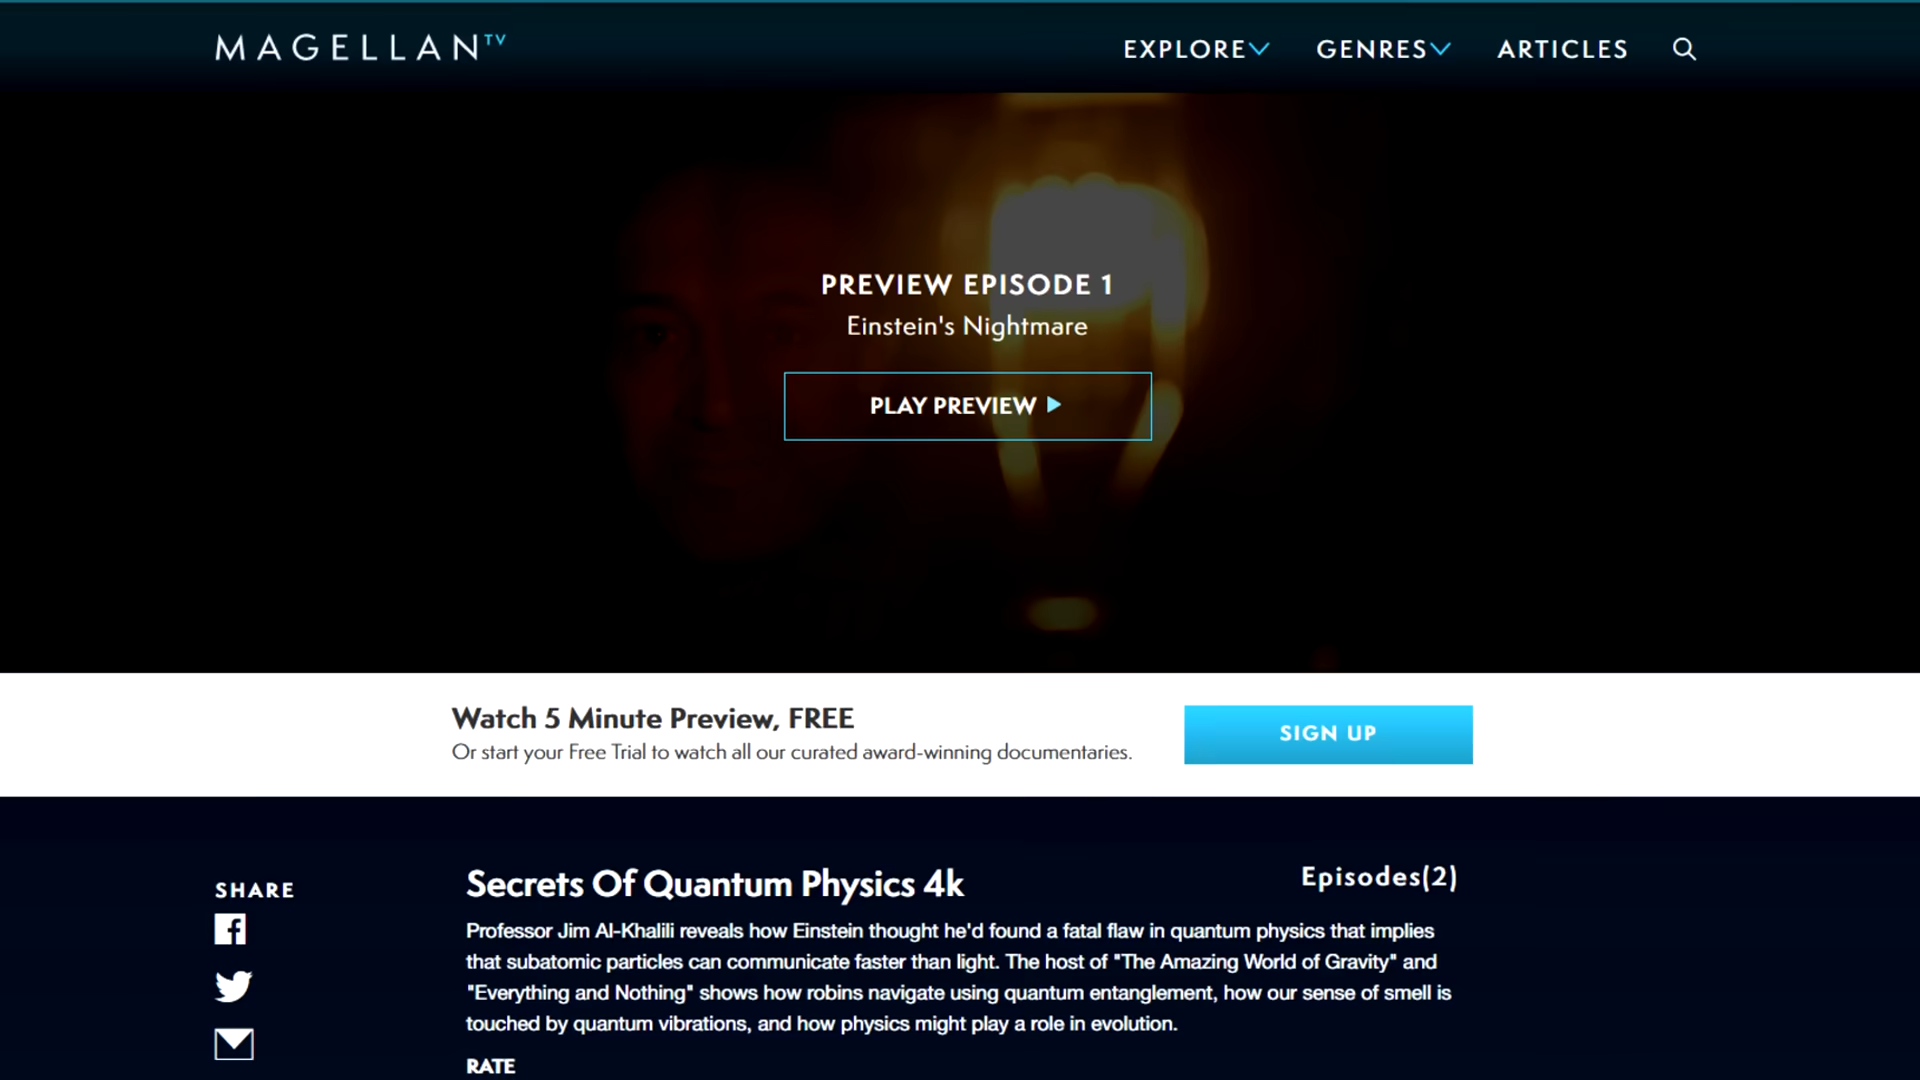 MAGELLANTV
EXPLORE
GENRES
ARTICLES
PREVIEW EPISODE 1
Einstein's Nightmare
PLAY PREVIEW
Watch 5 Minute Preview, FREE
Or start your Free Trial to watch all our curated award-winning documentaries.
SIGN UP
SHARE
Secrets Of Quantum Physics 4k
Episodes(2)
Professor Jim Al-Khalili reveals how Einstein thought he'd found a fatal flaw in quantum physics that implies
that subatomic particles can communicate faster than light. The host of "The Amazing World of Gravity" and
"Everything and Nothing" shows how robins navigate using quantum entanglement, how our sense of smell is
touched by quantum vibrations, and how physics might play a role in evolution.
RATE